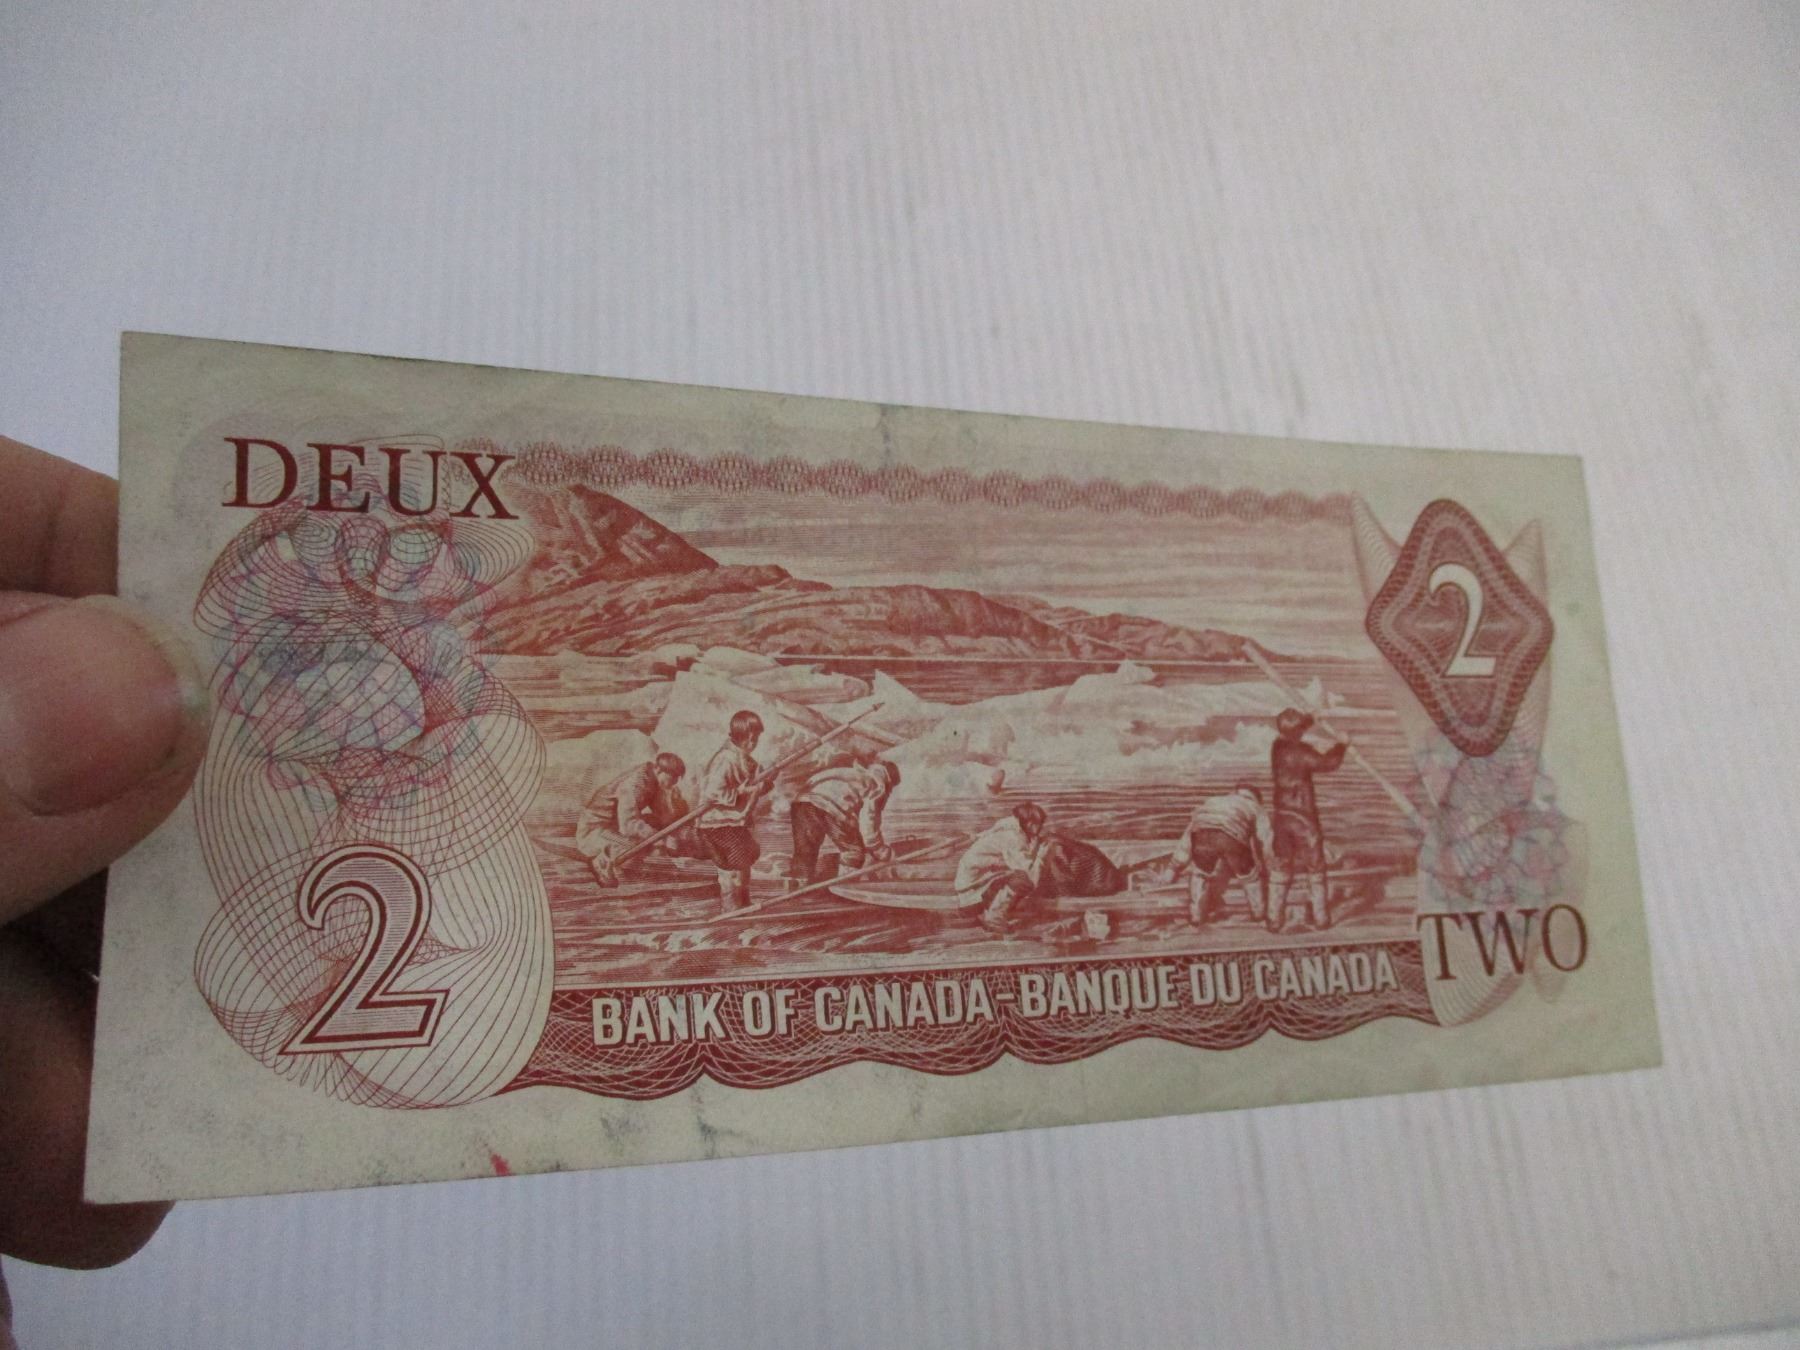 DEUX
2
2
TWO
BANK OF CANADA-BANQUE DU CANADA